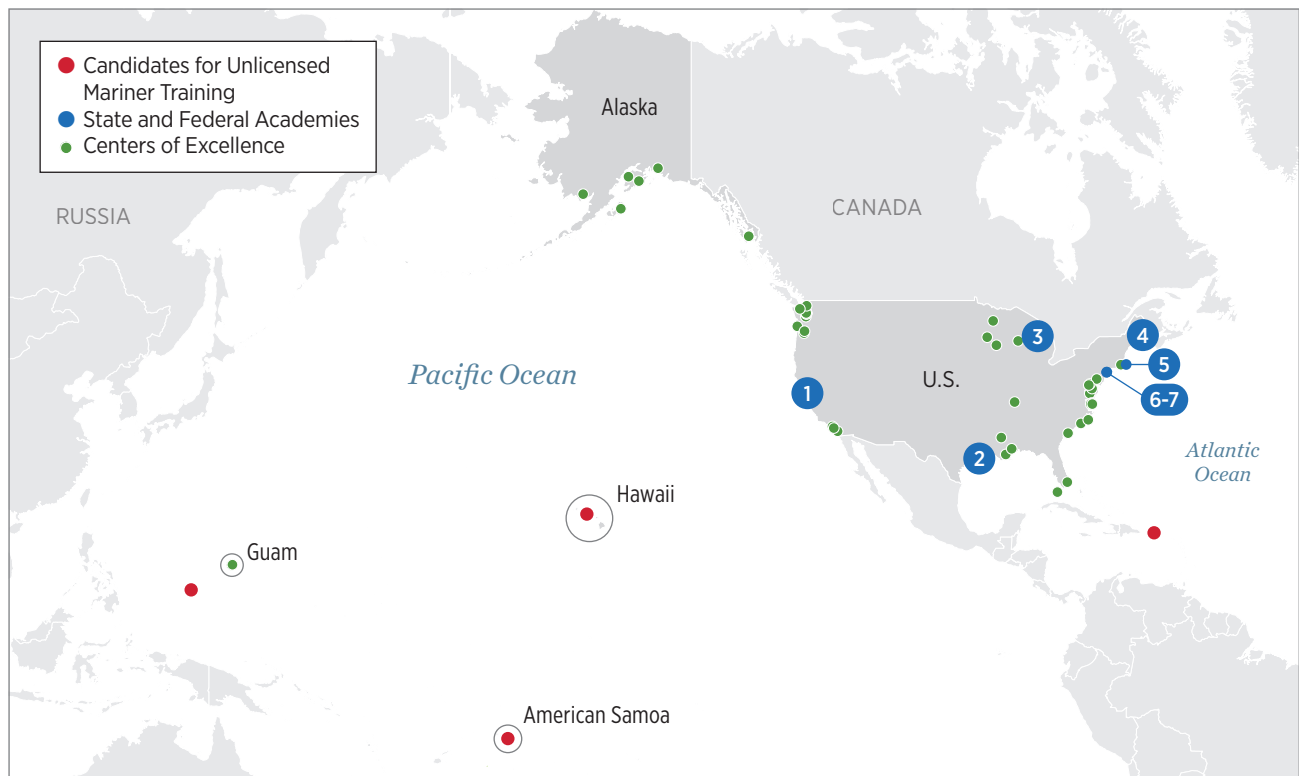 Candidates for Unlicensed
Mariner Training
State and Federal Academies
Centers of Excellence
Alaska
RUSSIA
CANADA
Pacific Ocean
U.S.
1
2
3
4
5
6-7
Atlantic
Ocean
Hawaii
Guam
American Samoa